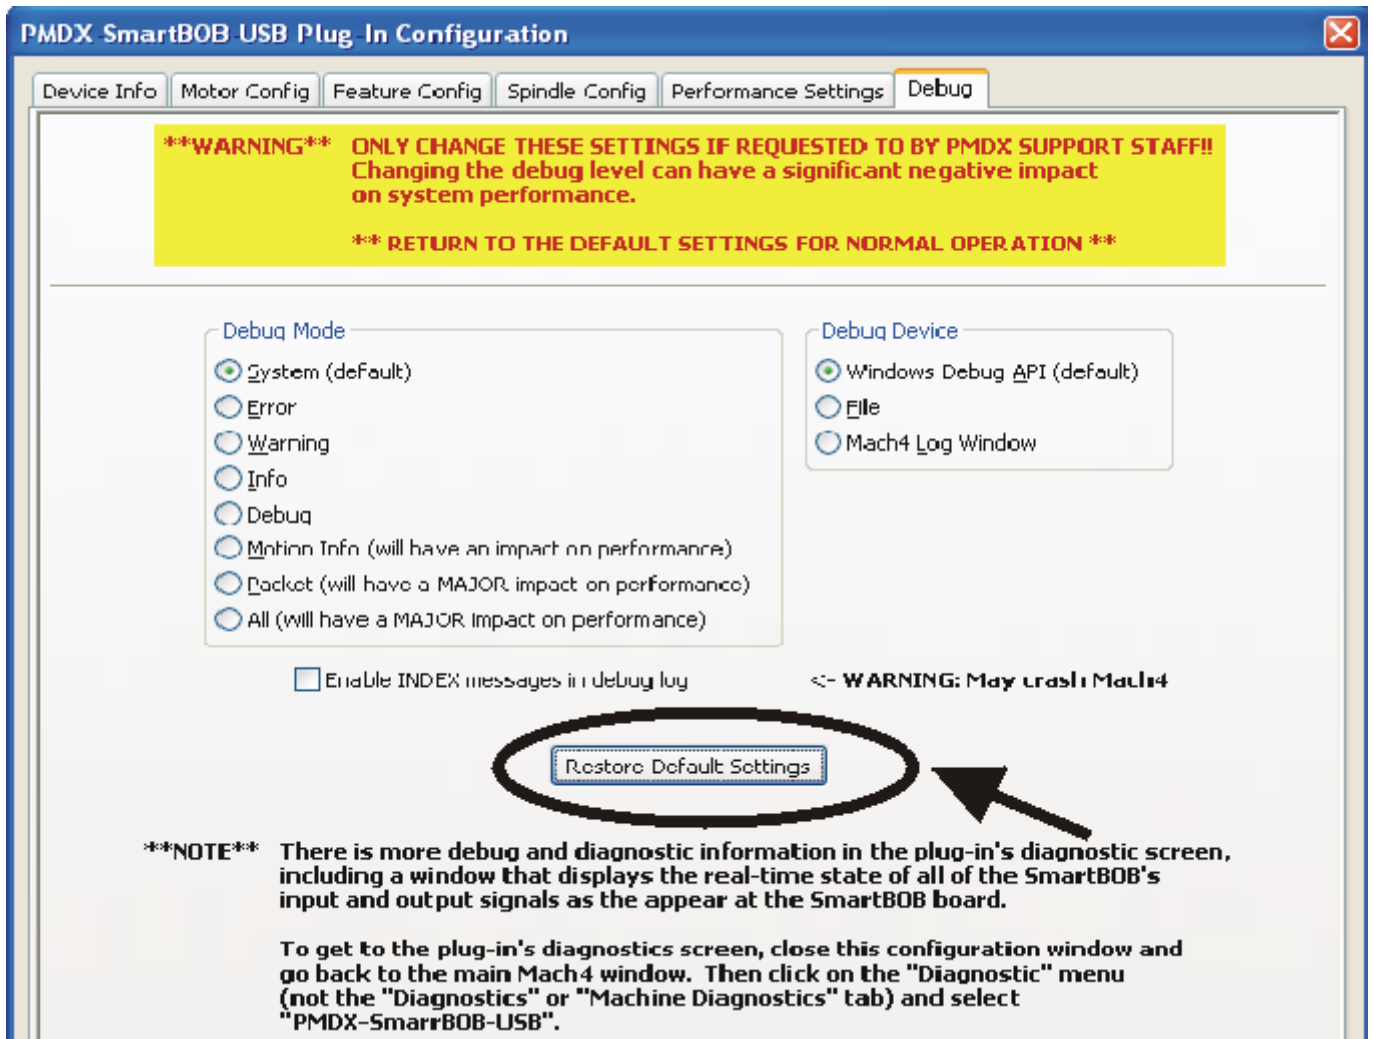 PMDX-SmartBOB-USB Plug-In Configuration
Device Info Motor Config Feature Config Spindle Config Performance Settings Debug
**WARNING** ONLY CHANGE THESE SETTINGS IF REQUESTED TO BY PMDX SUPPORT STAFF!!
Changing the debug level can have a significant negative impact
on system performance.
** RETURN TO THE DEFAULT SETTINGS FOR NORMAL OPERATION **
Debug Mode
System (default)
Error
Warning
Info
Debug
Motion Info (will have an impact on performance)
Packet (will have a MAJOR impact on performance)
All (will have a MAJOR impact on performance)
Debug Device
Windows Debug API (default)
File
Mach4 Log Window
Enable INDEX messages in debug log <- WARNING: May crash Mach4
Restore Default Settings
**NOTE** There is more debug and diagnostic information in the plug-in's diagnostic screen,
including a window that displays the real-time state of all of the SmartBOB's
input and output signals as the appear at the SmartBOB board.
To get to the plug-in's diagnostics screen, close this configuration window and
go back to the main Mach4 window. Then click on the "Diagnostic" menu
(not the "Diagnostics" or "Machine Diagnostics" tab) and select
"PMDX-SmarrBOB-USB".